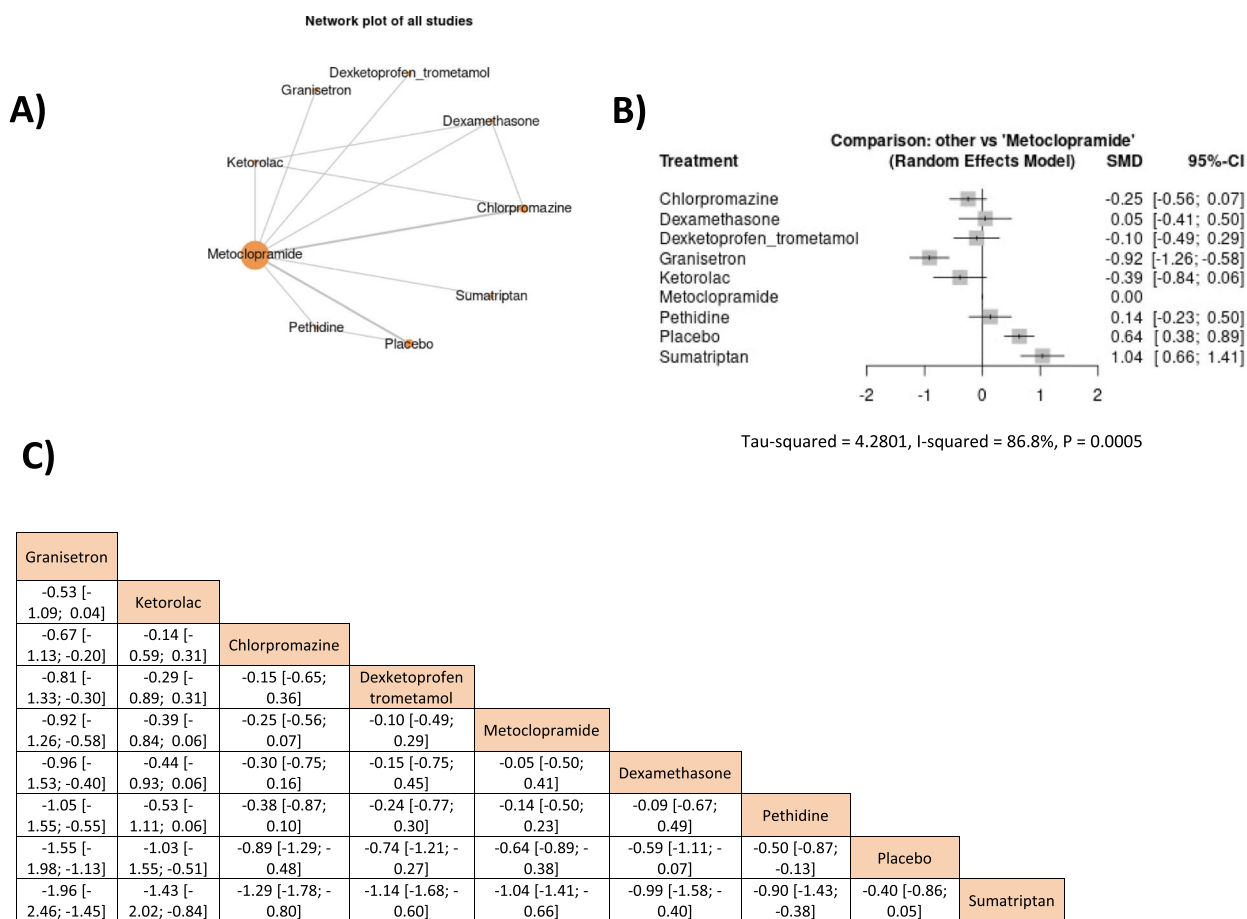 Network plot of all studies
A)
Dexketoprofen_trometamol
Granisetron
Dexamethasone
Ketorolac
Chlorpromazine
Metoclopramide
Sumatriptan
Pethidine
Placebo
B)
Comparison: other vs 'Metoclopramide'
Treatment (Random Effects Model) SMD 95%-CI
Chlorpromazine -0.25 [-0.56; 0.07]
Dexamethasone 0.05 [-0.41; 0.50]
Dexketoprofen_trometamol -0.10 [-0.49; 0.29]
Granisetron -0.92 [-1.26; -0.58]
Ketorolac -0.39 [-0.84; 0.06]
Metoclopramide 0.00
Pethidine 0.14 [-0.23; 0.50]
Placebo 0.64 [ 0.38; 0.89]
Sumatriptan 1.04 [ 0.66; 1.41]
-2 -1 0 1 2
Tau-squared = 4.2801, I-squared = 86.8%, P = 0.0005
C)
Granisetron
-0.53 [-
1.09; 0.04]
Ketorolac
-0.67 [-
1.13; -0.20]
-0.14 [-
0.59; 0.31]
Chlorpromazine
-0.81 [-
1.33; -0.30]
-0.29 [-
0.89; 0.31]
-0.15 [-0.65;
0.36]
Dexketoprofen
trometamol
-0.92 [-
1.26; -0.58]
-0.39 [-
0.84; 0.06]
-0.25 [-0.56;
0.07]
-0.10 [-0.49;
0.29]
Metoclopramide
-0.96 [-
1.53; -0.40]
-0.44 [-
0.93; 0.06]
-0.30 [-0.75;
0.16]
-0.15 [-0.75;
0.45]
-0.05 [-0.50;
0.41]
Dexamethasone
-1.05 [-
1.55; -0.55]
-0.53 [-
1.11; 0.06]
-0.38 [-0.87;
0.10]
-0.24 [-0.77;
0.30]
-0.14 [-0.50;
0.23]
-0.09 [-0.67;
0.49]
Pethidine
-1.55 [-
1.98; -1.13]
-1.03 [-
1.55; -0.51]
-0.89 [-1.29; -
0.48]
-0.74 [-1.21; -
0.27]
-0.64 [-0.89; -
0.38]
-0.59 [-1.11; -
0.07]
-0.50 [-0.87;
-0.13]
Placebo
-1.96 [-
2.46; -1.45]
-1.43 [-
2.02; -0.84]
-1.29 [-1.78; -
0.80]
-1.14 [-1.68; -
0.60]
-1.04 [-1.41; -
0.66]
-0.99 [-1.58; -
0.40]
-0.90 [-1.43;
-0.38]
-0.40 [-0.86;
0.05]
Sumatriptan